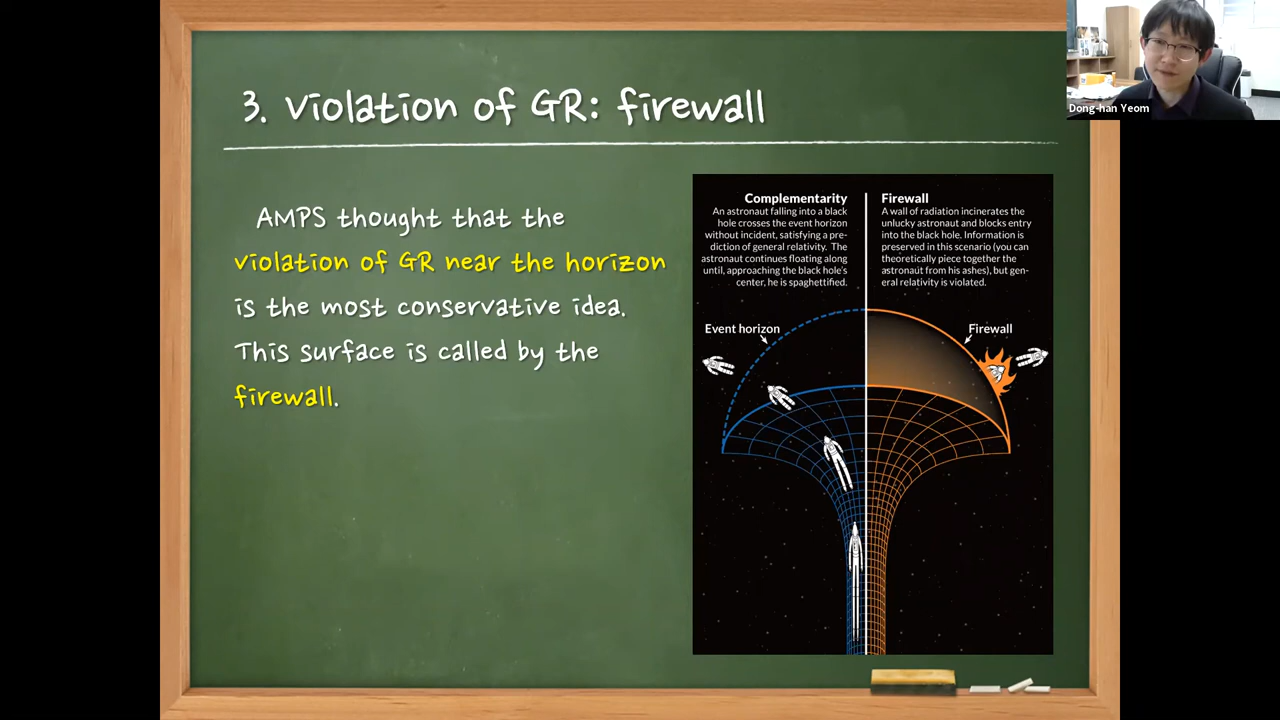 3. Violation of GR: firewall
AMPS thought that the
violation of GR near the horizon
is the most conservative idea.
This surface is called by the
firewall.
Complementarity
An astronaut falling into a black
hole crosses the event horizon
without incident, satisfying a pre-
diction of general relativity. The
astronaut continues floating along
until, approaching the black hole's
center, he is spaghettified.
Firewall
A wall of radiation incinerates the
unlucky astronaut and blocks entry
into the black hole. Information is
preserved in this scenario (you can
theoretically piece together the
astronaut from his ashes), but gen-
eral relativity is violated.
Event horizon
Firewall
Dong-han Yeom